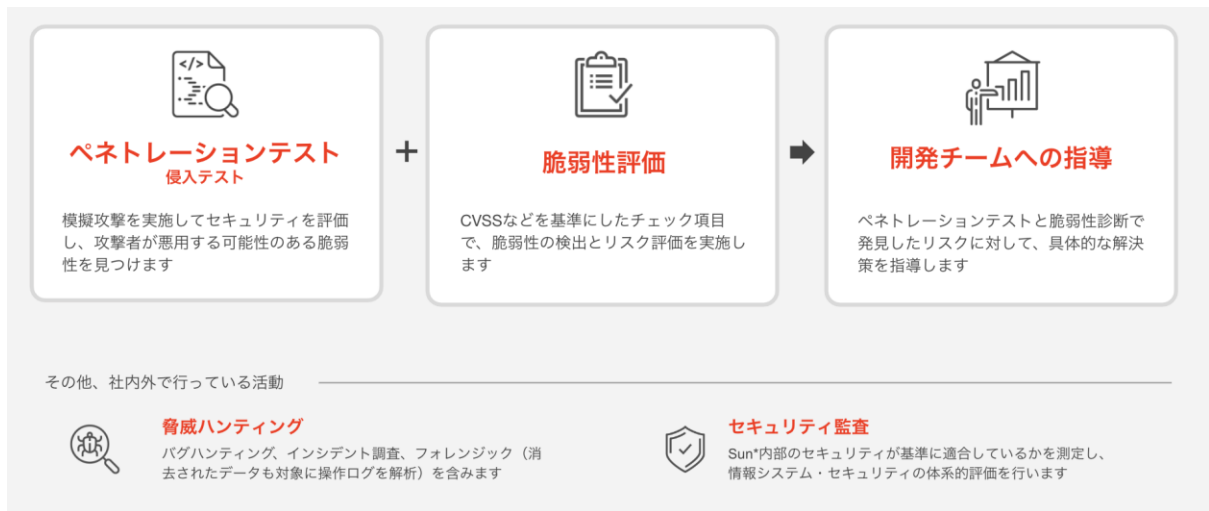 </>
ペネトレーションテスト
侵入テスト
模擬攻撃を実施してセキュリティを評価
し、攻撃者が悪用する可能性のある脆弱
性を見つけます
+
脆弱性評価
CVSSなどを基準にしたチェック項目
で、脆弱性の検出とリスク評価を実施し
ます
開発チームへの指導
ペネトレーションテストと脆弱性診断で
発見したリスクに対して、具体的な解決
策を指導します
その他、社内外で行っている活動
脅威ハンティング
バグハンティング、インシデント調査、フォレンジック（消
去されたデータも対象に操作ログを解析）を含みます
セキュリティ監査
Sun*内部のセキュリティが基準に適合しているかを測定し、
情報システム・セキュリティの体系的評価を行います